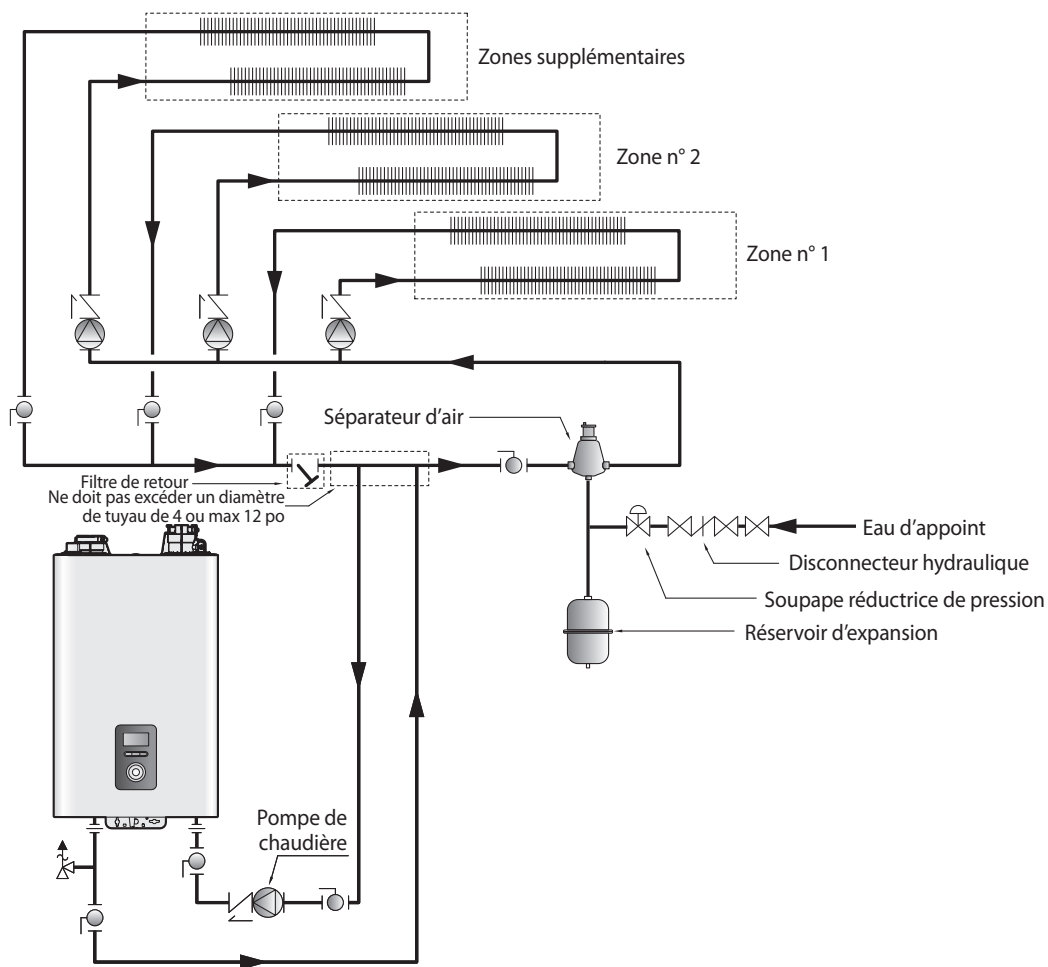 Zones supplémentaires
Zone n° 2
Zone n° 1
Séparateur d'air
Filtre de retour
Ne doit pas excéder un diamètre
de tuyau de 4 ou max 12 po
Eau d'appoint
Disconnecteur hydraulique
Soupape réductrice de pression
Réservoir d'expansion
Pompe de
chaudière